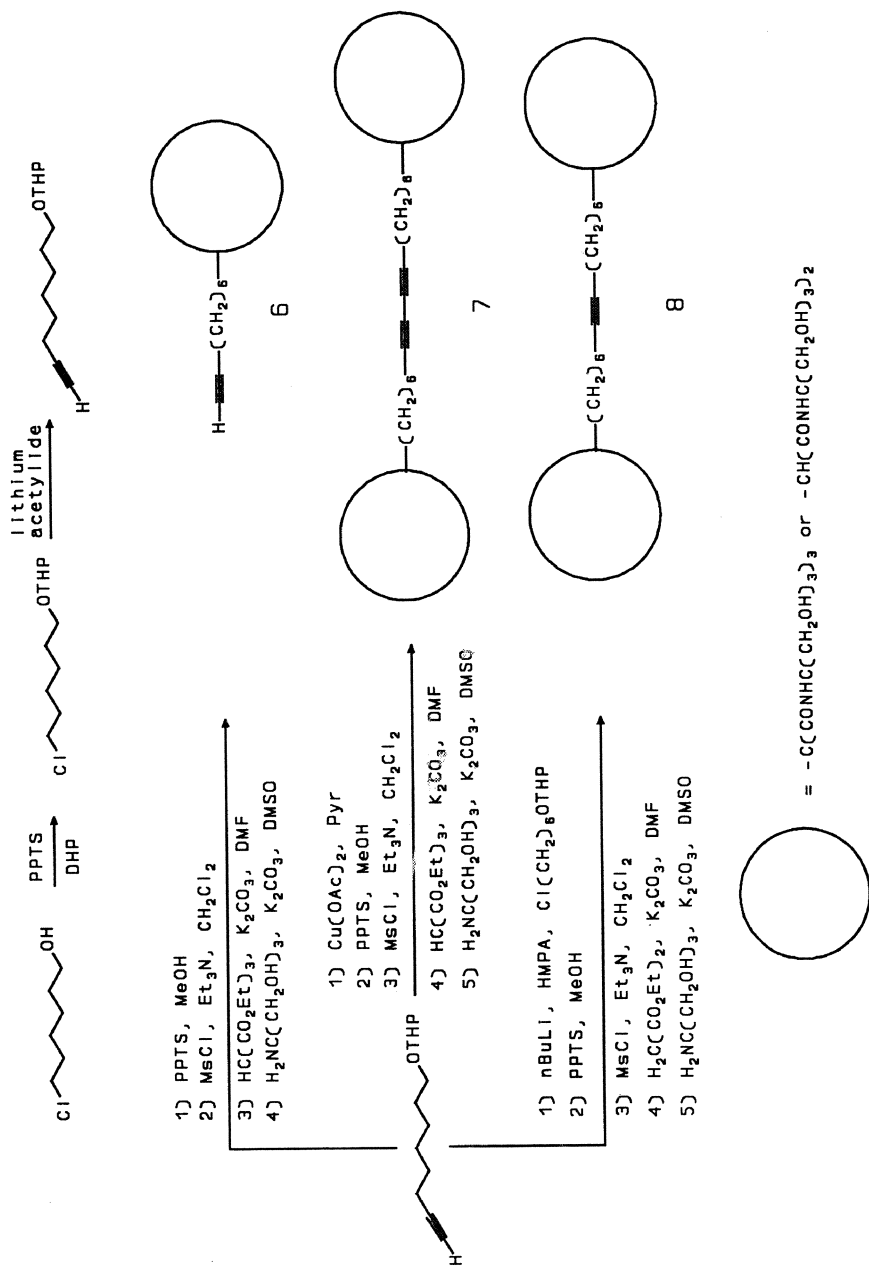 Cl OH
PPTS
DHP
Cl OTHP
lithium
acetylide
H OTHP
1) PPTS, MeOH
2) MsCl, Et₃N, CH₂Cl₂
3) HC(CO₂Et)₃, K₂CO₃, DMF
4) H₂NC(CH₂OH)₃, K₂CO₃, DMSO
H (CH₂)₆
6
H OTHP
1) Cu(OAc)₂, Pyr
2) PPTS, MeOH
3) MsCl, Et₃N, CH₂Cl₂
4) HC(CO₂Et)₃, K₂CO₃, DMF
5) H₂NC(CH₂OH)₃, K₂CO₃, DMSO
(CH₂)₆ (CH₂)₆
7
1) nBuLi, HMPA, Cl(CH₂)₆OTHP
2) PPTS, MeOH
3) MsCl, Et₃N, CH₂Cl₂
4) H₂C(CO₂Et)₂, K₂CO₃, DMF
5) H₂NC(CH₂OH)₃, K₂CO₃, DMSO
(CH₂)₆ (CH₂)₆
8
= -C(CONHC(CH₂OH)₃)₃ or -CH(CONHC(CH₂OH)₃)₂